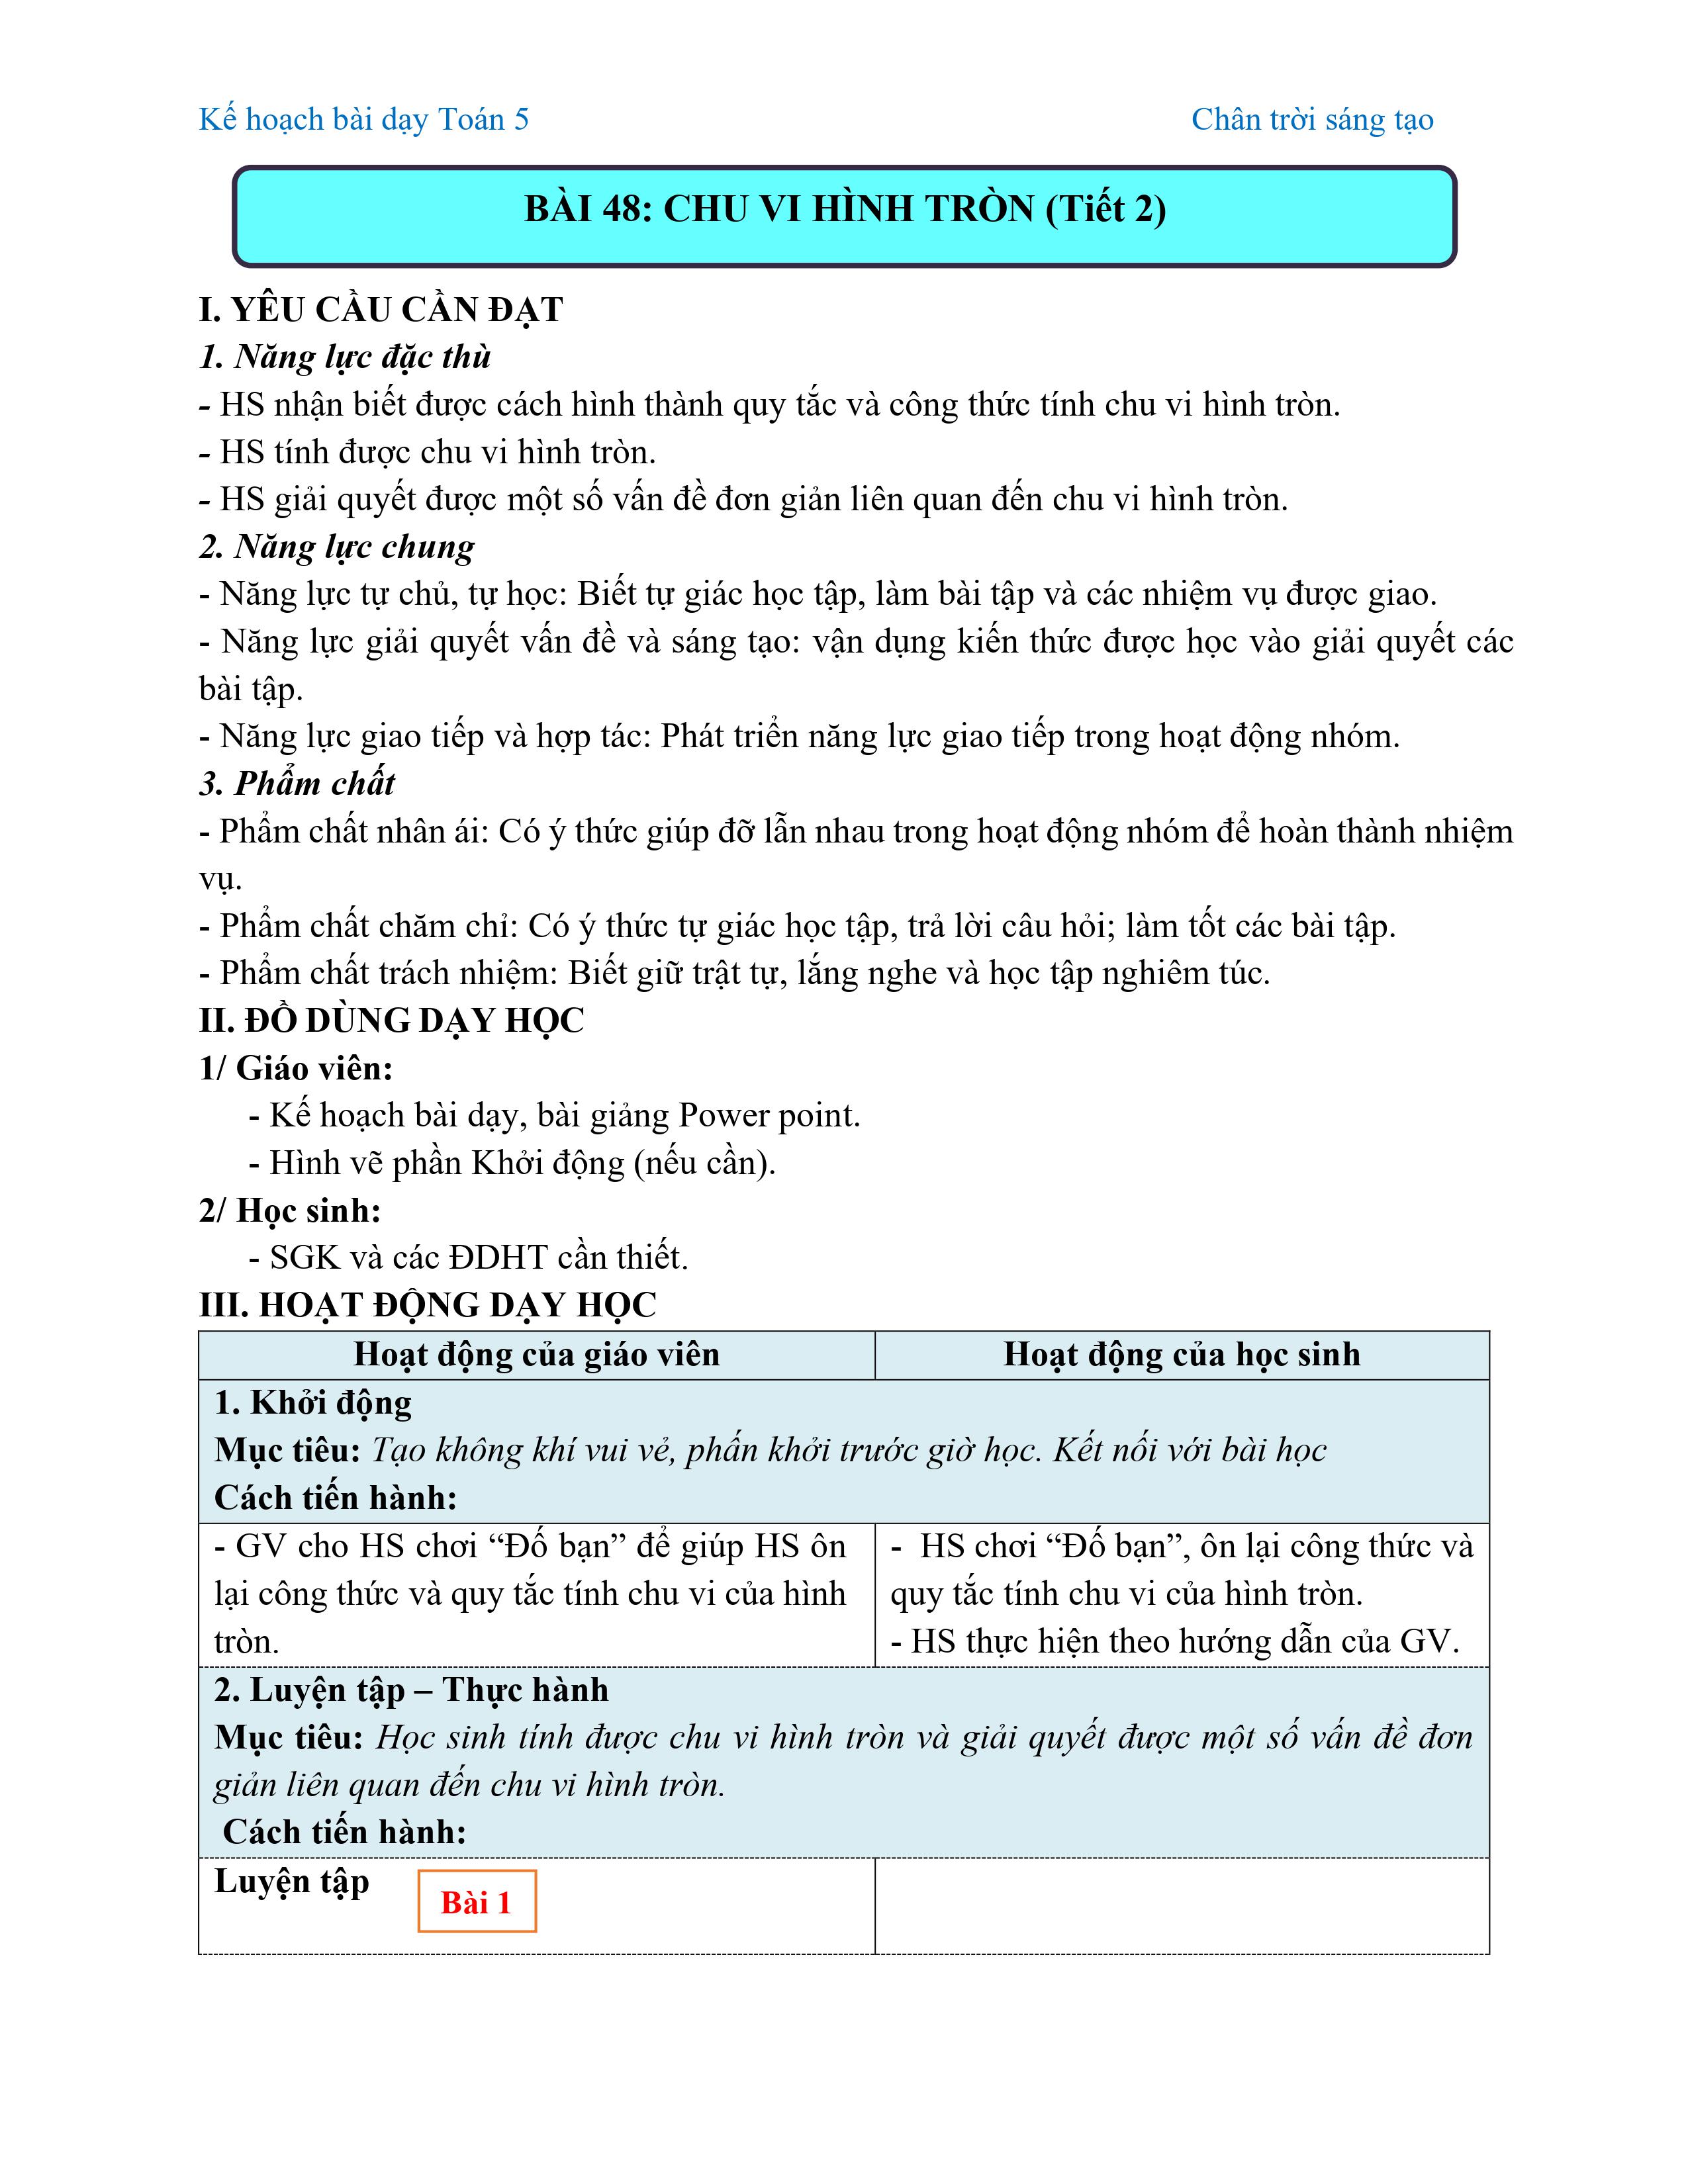 Kế hoạch bài dạy Toán 5 Chân trời sáng tạo
BÀI 48: CHU VI HÌNH TRÒN (Tiết 2)
I. YÊU CẦU CẦN ĐẠT
1. Năng lực đặc thù
- HS nhận biết được cách hình thành quy tắc và công thức tính chu vi hình tròn.
- HS tính được chu vi hình tròn.
- HS giải quyết được một số vấn đề đơn giản liên quan đến chu vi hình tròn.
2. Năng lực chung
- Năng lực tự chủ, tự học: Biết tự giác học tập, làm bài tập và các nhiệm vụ được giao.
- Năng lực giải quyết vấn đề và sáng tạo: vận dụng kiến thức được học vào giải quyết các
bài tập.
- Năng lực giao tiếp và hợp tác: Phát triển năng lực giao tiếp trong hoạt động nhóm.
3. Phẩm chất
- Phẩm chất nhân ái: Có ý thức giúp đỡ lẫn nhau trong hoạt động nhóm để hoàn thành nhiệm
vụ.
- Phẩm chất chăm chỉ: Có ý thức tự giác học tập, trả lời câu hỏi; làm tốt các bài tập.
- Phẩm chất trách nhiệm: Biết giữ trật tự, lắng nghe và học tập nghiêm túc.
II. ĐỒ DÙNG DẠY HỌC
1/ Giáo viên:
- Kế hoạch bài dạy, bài giảng Power point.
- Hình vẽ phần Khởi động (nếu cần).
2/ Học sinh:
- SGK và các ĐDHT cần thiết.
III. HOẠT ĐỘNG DẠY HỌC
Hoạt động của giáo viên
Hoạt động của học sinh
1. Khởi động
Mục tiêu: Tạo không khí vui vẻ, phấn khởi trước giờ học. Kết nối với bài học
Cách tiến hành:
- GV cho HS chơi “Đố bạn” để giúp HS ôn
lại công thức và quy tắc tính chu vi của hình
tròn.
- HS chơi “Đố bạn”, ôn lại công thức và
quy tắc tính chu vi của hình tròn.
- HS thực hiện theo hướng dẫn của GV.
2. Luyện tập – Thực hành
Mục tiêu: Học sinh tính được chu vi hình tròn và giải quyết được một số vấn đề đơn
giản liên quan đến chu vi hình tròn.
Cách tiến hành:
Luyện tập
Bài 1